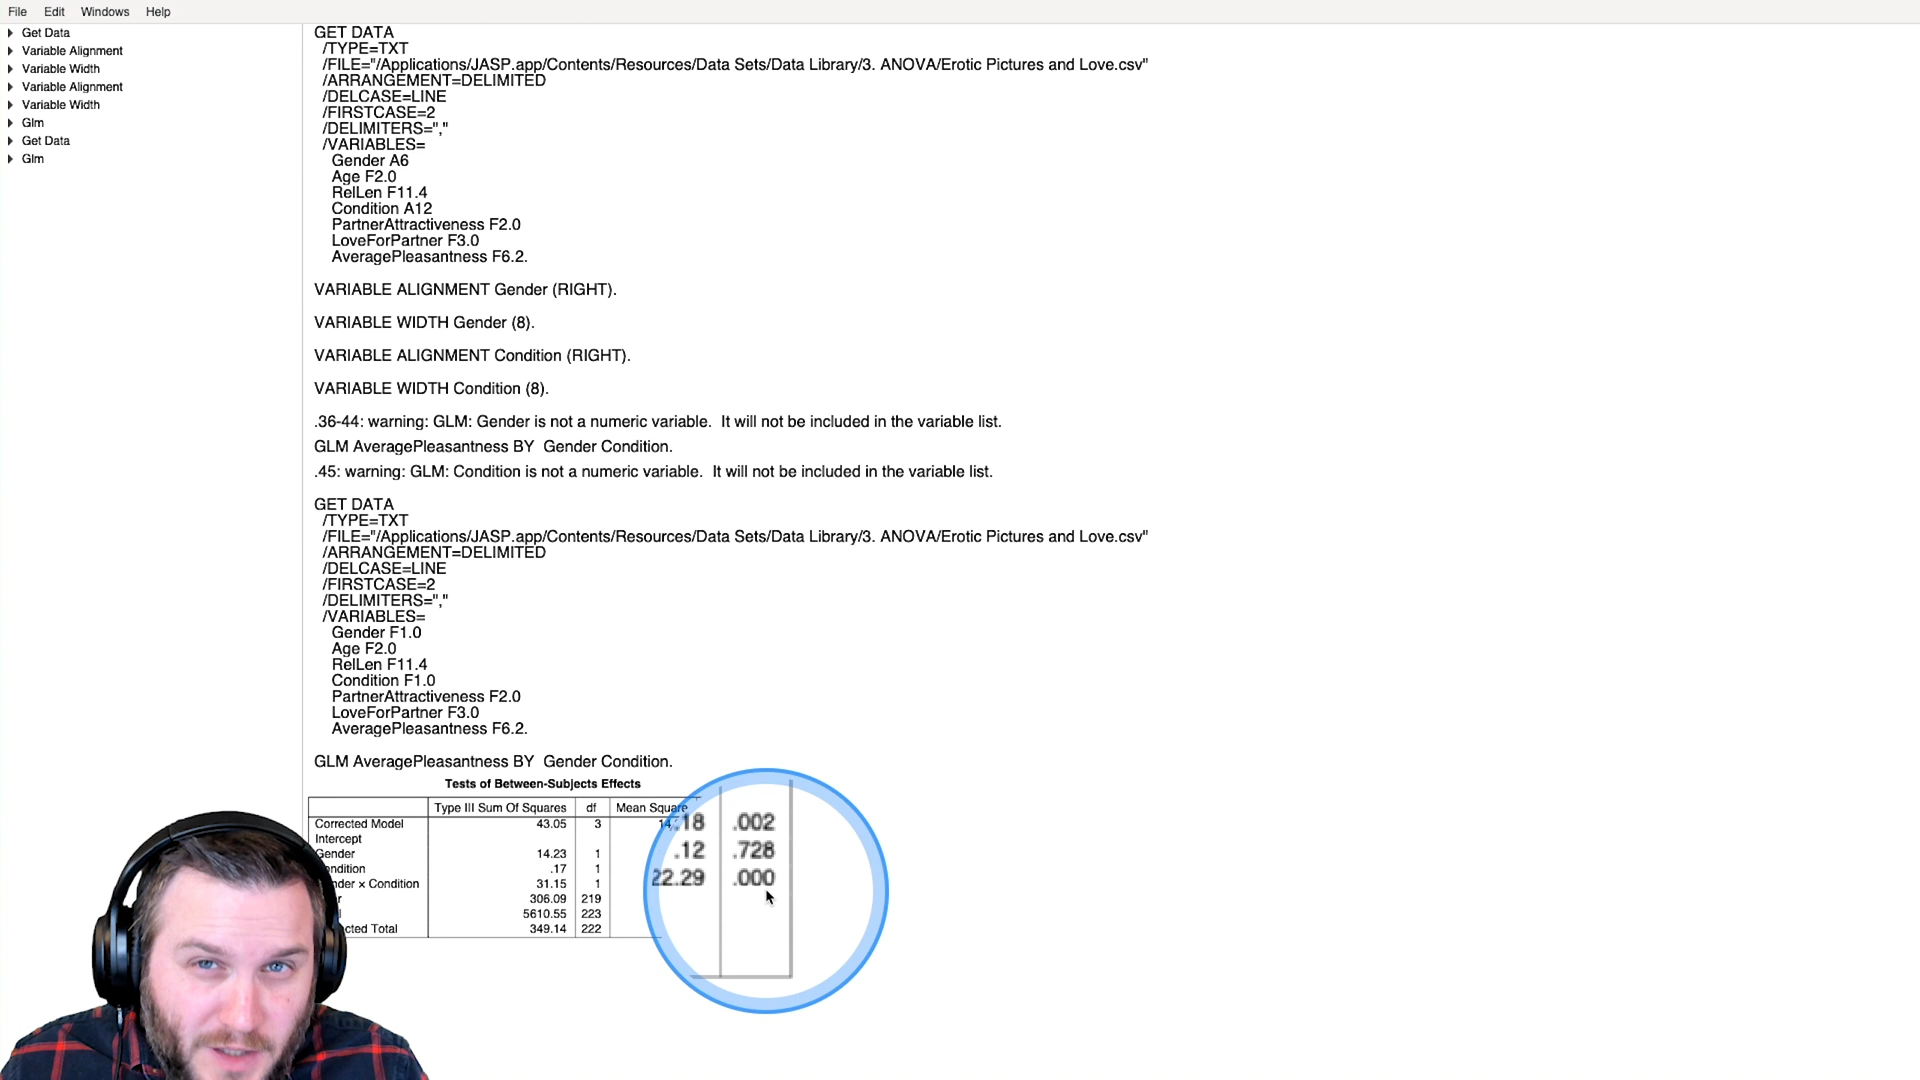 File Edit Windows Help
Get Data
Variable Alignment
Variable Width
Variable Alignment
Variable Width
Glm
Get Data
Glm
GET DATA
/TYPE=TXT
/FILE="/Applications/JASP.app/Contents/Resources/Data Sets/Data Library/3. ANOVA/Erotic Pictures and Love.csv"
/ARRANGEMENT=DELIMITED
/DELCASE=LINE
/FIRSTCASE=2
/DELIMITERS=","
/VARIABLES=
Gender A6
Age F2.0
RelLen F11.4
Condition A12
PartnerAttractiveness F2.0
LoveForPartner F3.0
AveragePleasantness F6.2.
VARIABLE ALIGNMENT Gender (RIGHT).
VARIABLE WIDTH Gender (8).
VARIABLE ALIGNMENT Condition (RIGHT).
VARIABLE WIDTH Condition (8).
.36-44: warning: GLM: Gender is not a numeric variable. It will not be included in the variable list.
GLM AveragePleasantness BY Gender Condition.
.45: warning: GLM: Condition is not a numeric variable. It will not be included in the variable list.
GET DATA
/TYPE=TXT
/FILE="/Applications/JASP.app/Contents/Resources/Data Sets/Data Library/3. ANOVA/Erotic Pictures and Love.csv"
/ARRANGEMENT=DELIMITED
/DELCASE=LINE
/FIRSTCASE=2
/DELIMITERS=","
/VARIABLES=
Gender F1.0
Age F2.0
RelLen F11.4
Condition F1.0
PartnerAttractiveness F2.0
LoveForPartner F3.0
AveragePleasantness F6.2.
GLM AveragePleasantness BY Gender Condition.
Tests of Between-Subjects Effects
Type III Sum Of Squares df Mean Square
Corrected Model 43.05 3 .18 .002
Intercept
Gender 14.23 1 .12 .728
ndition .17 1
nder × Condition 31.15 1 22.29 .000
306.09 219
5610.55 223
cted Total 349.14 222